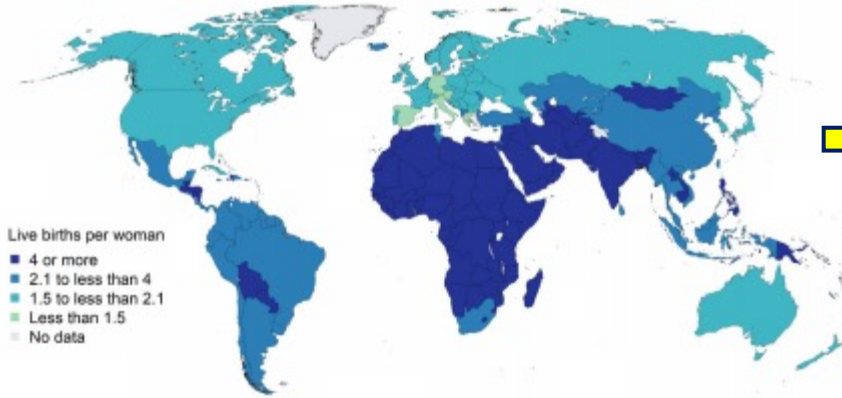 Live births per woman
4 or more
2.1 to less than 4
1.5 to less than 2.1
Less than 1.5
No data